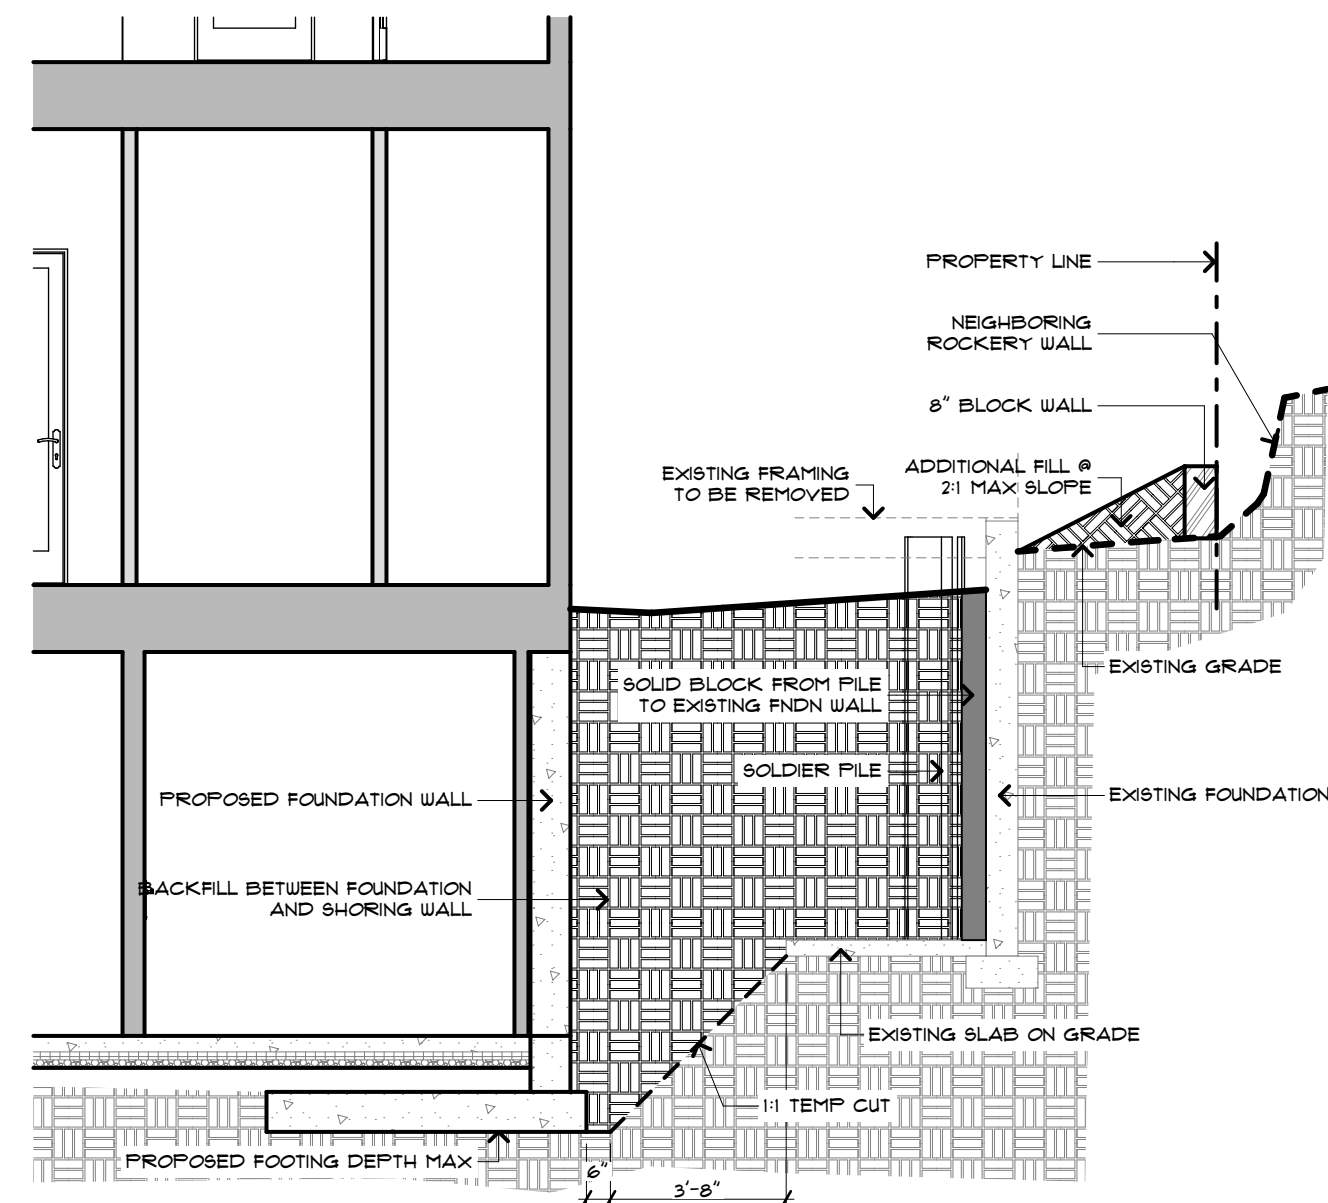 PROPERTY LINE
NEIGHBORING
ROCKERY WALL
8" BLOCK WALL
ADDITIONAL FILL @
2:1 MAX SLOPE
EXISTING FRAMING
TO BE REMOVED
EXISTING GRADE
SOLID BLOCK FROM PILE
TO EXISTING FNDN WALL
SOLDIER PILE
PROPOSED FOUNDATION WALL
EXISTING FOUNDATION
BACKFILL BETWEEN FOUNDATION
AND SHORING WALL
EXISTING SLAB ON GRADE
1:1 TEMP CUT
PROPOSED FOOTING DEPTH MAX
6"
3'-8"